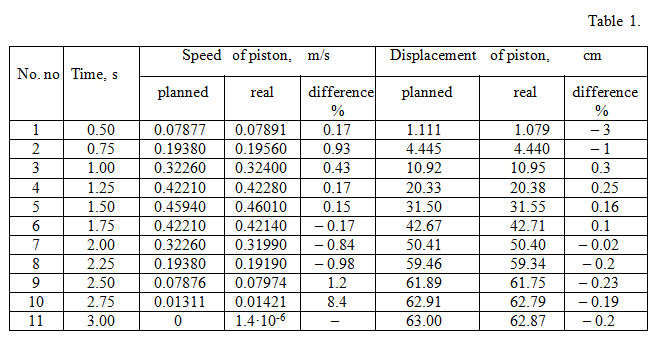 Table 1.
No. no Time, s Speed of piston, m/s Displacement of piston, cm
planned real difference % planned real difference %
1 0.50 0.07877 0.07891 0.17 1.111 1.079 – 3
2 0.75 0.19380 0.19560 0.93 4.445 4.440 – 1
3 1.00 0.32260 0.32400 0.43 10.92 10.95 0.3
4 1.25 0.42210 0.42280 0.17 20.33 20.38 0.25
5 1.50 0.45940 0.46010 0.15 31.50 31.55 0.16
6 1.75 0.42210 0.42140 – 0.17 42.67 42.71 0.1
7 2.00 0.32260 0.31990 – 0.84 50.41 50.40 – 0.02
8 2.25 0.19380 0.19190 – 0.98 59.46 59.34 – 0.2
9 2.50 0.07876 0.07974 1.2 61.89 61.75 – 0.23
10 2.75 0.01311 0.01421 8.4 62.91 62.79 – 0.19
11 3.00 0 1.4·10⁻⁶ – 63.00 62.87 – 0.2